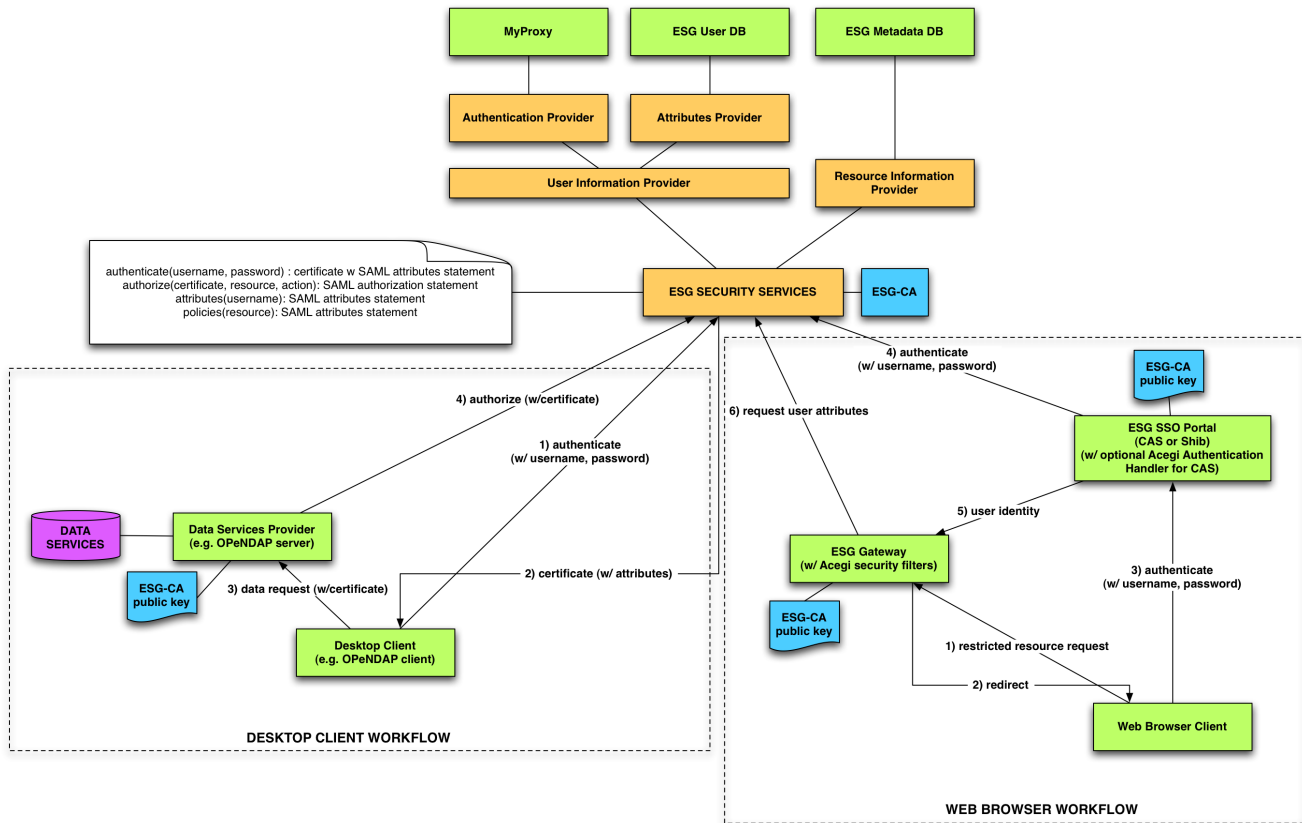 MyProxy
ESG User DB
ESG Metadata DB
Authentication Provider
Attributes Provider
User Information Provider
Resource Information
Provider
authenticate(username, password) : certificate w SAML attributes statement
authorize(certificate, resource, action): SAML authorization statement
attributes(username): SAML attributes statement
policies(resource): SAML attributes statement
ESG SECURITY SERVICES
ESG-CA
4) authorize (w/certificate)
1) authenticate
(w/ username, password)
DATA
SERVICES
Data Services Provider
(e.g. OPeNDAP server)
ESG-CA
public key
3) data request (w/certificate)
2) certificate (w/ attributes)
Desktop Client
(e.g. OPeNDAP client)
DESKTOP CLIENT WORKFLOW
4) authenticate
(w/ username, password)
ESG-CA
public key
6) request user attributes
ESG SSO Portal
(CAS or Shib)
(w/ optional Acegi Authentication
Handler for CAS)
5) user identity
ESG Gateway
(w/ Acegi security filters)
ESG-CA
public key
3) authenticate
(w/ username, password)
1) restricted resource request
2) redirect
Web Browser Client
WEB BROWSER WORKFLOW